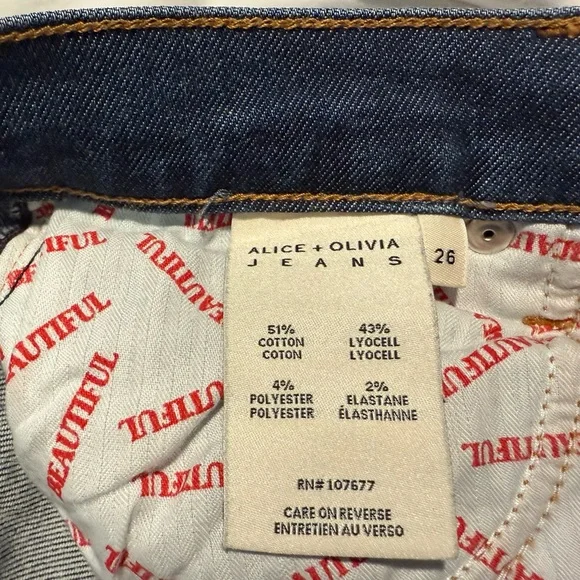 ALICE + OLIVIA
JEANS
26
51% 43%
COTTON LYOCELL
COTON LYOCELL
4% 2%
POLYESTER ELASTANE
POLYESTER ÉLASTHANNE
RN# 107677
CARE ON REVERSE
ENTRETIEN AU VERSO
BEAUTIFUL
BEAUTIFUL